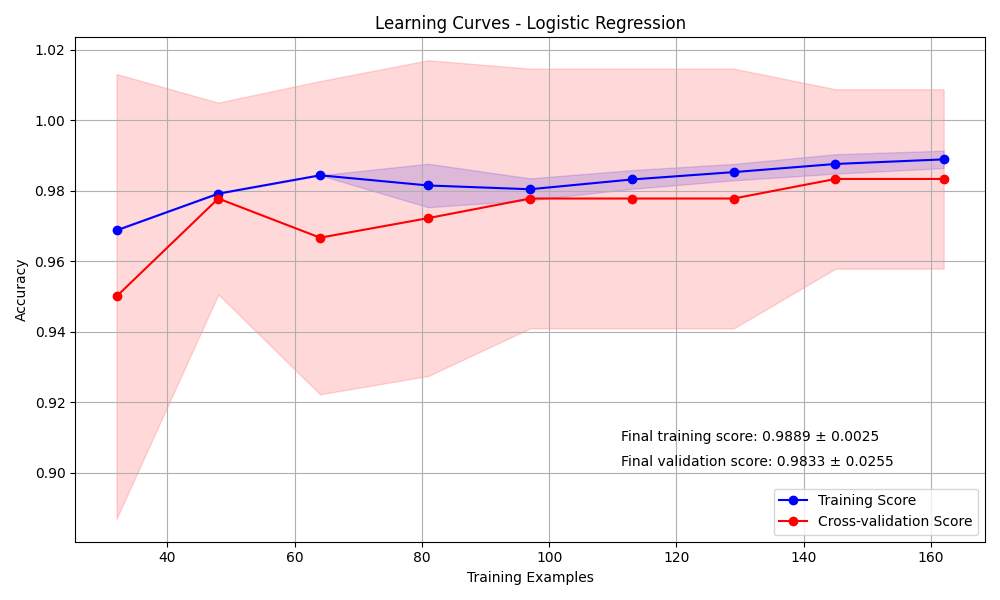 Learning Curves - Logistic Regression
1.02
1.00
0.98
0.96
0.94
0.92
0.90
Accuracy
Final training score: 0.9889 ± 0.0025
Final validation score: 0.9833 ± 0.0255
Training Score
Cross-validation Score
40
60
80
100
120
140
160
Training Examples